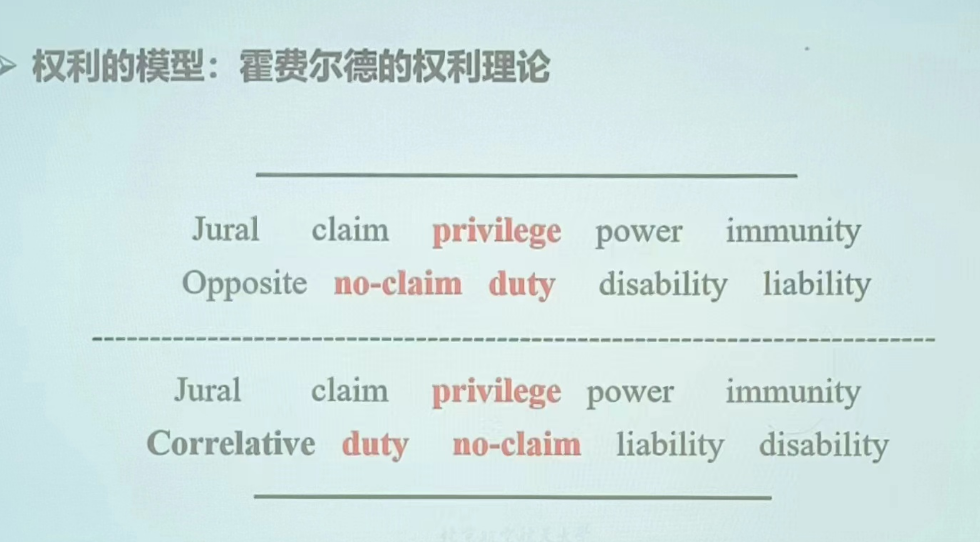 权利的模型：霍费尔德的权利理论
Jural claim privilege power immunity
Opposite no-claim duty disability liability
Jural claim privilege power immunity
Correlative duty no-claim liability disability